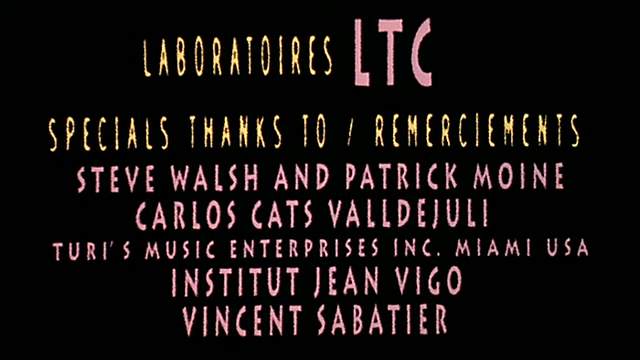 LABORATOIRES LTC
SPECIALS THANKS TO / REMERCIEMENTS
STEVE WALSH AND PATRICK MOINE
CARLOS CATS VALLDEJULI
TURI'S MUSIC ENTERPRISES INC. MIAMI USA
INSTITUT JEAN VIGO
VINCENT SABATIER